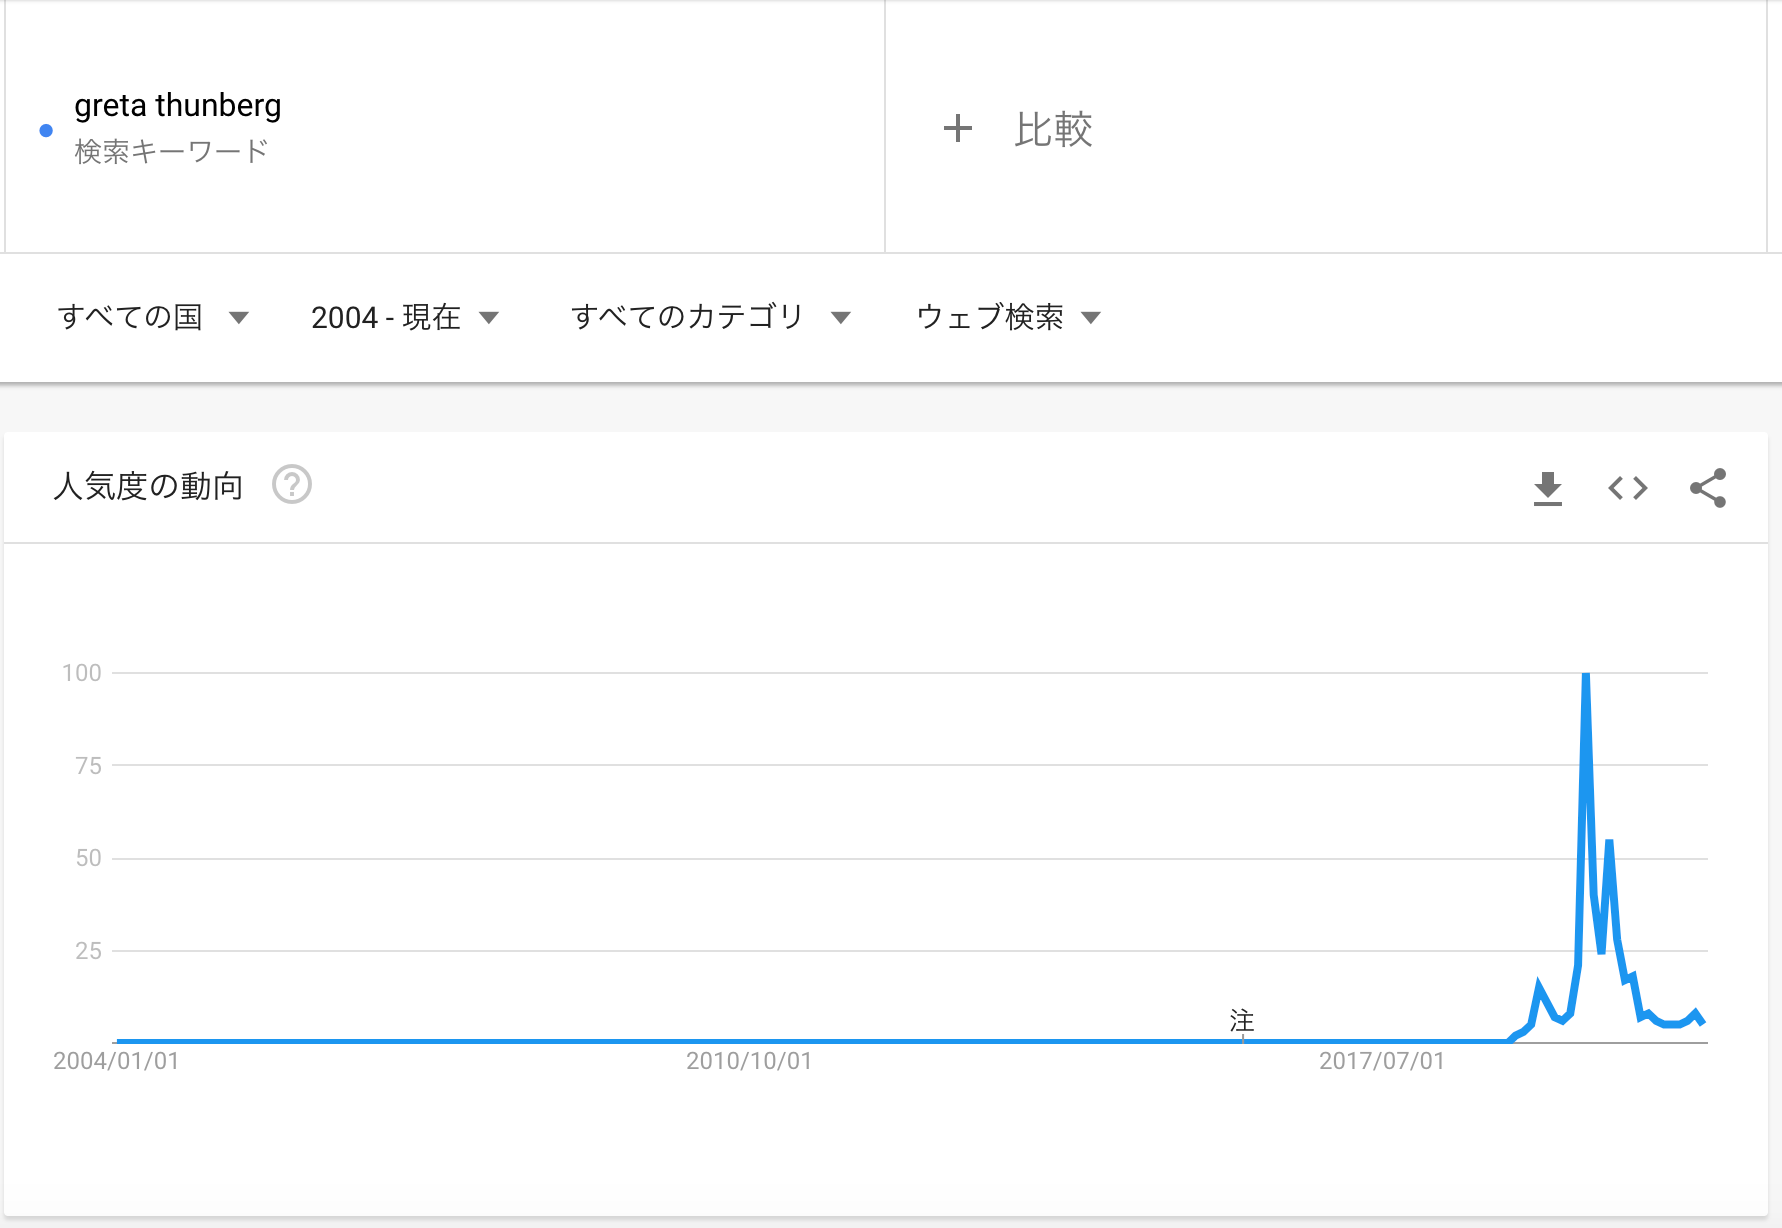 greta thunberg
検索キーワード
+ 比較
すべての国 2004 - 現在 すべてのカテゴリ ウェブ検索
人気度の動向 ?
100
75
50
25
注
2004/01/01 2010/10/01 2017/07/01